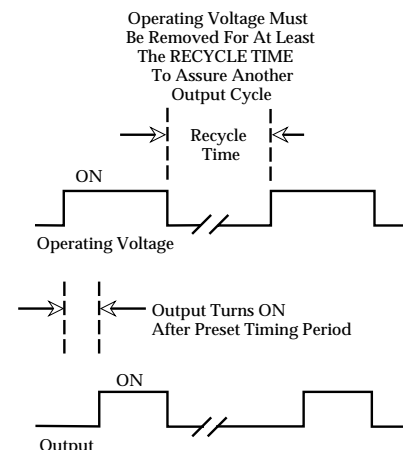 Operating Voltage Must
Be Removed For At Least
The RECYCLE TIME
To Assure Another
Output Cycle
Recycle
Time
ON
Operating Voltage
Output Turns ON
After Preset Timing Period
ON
Output